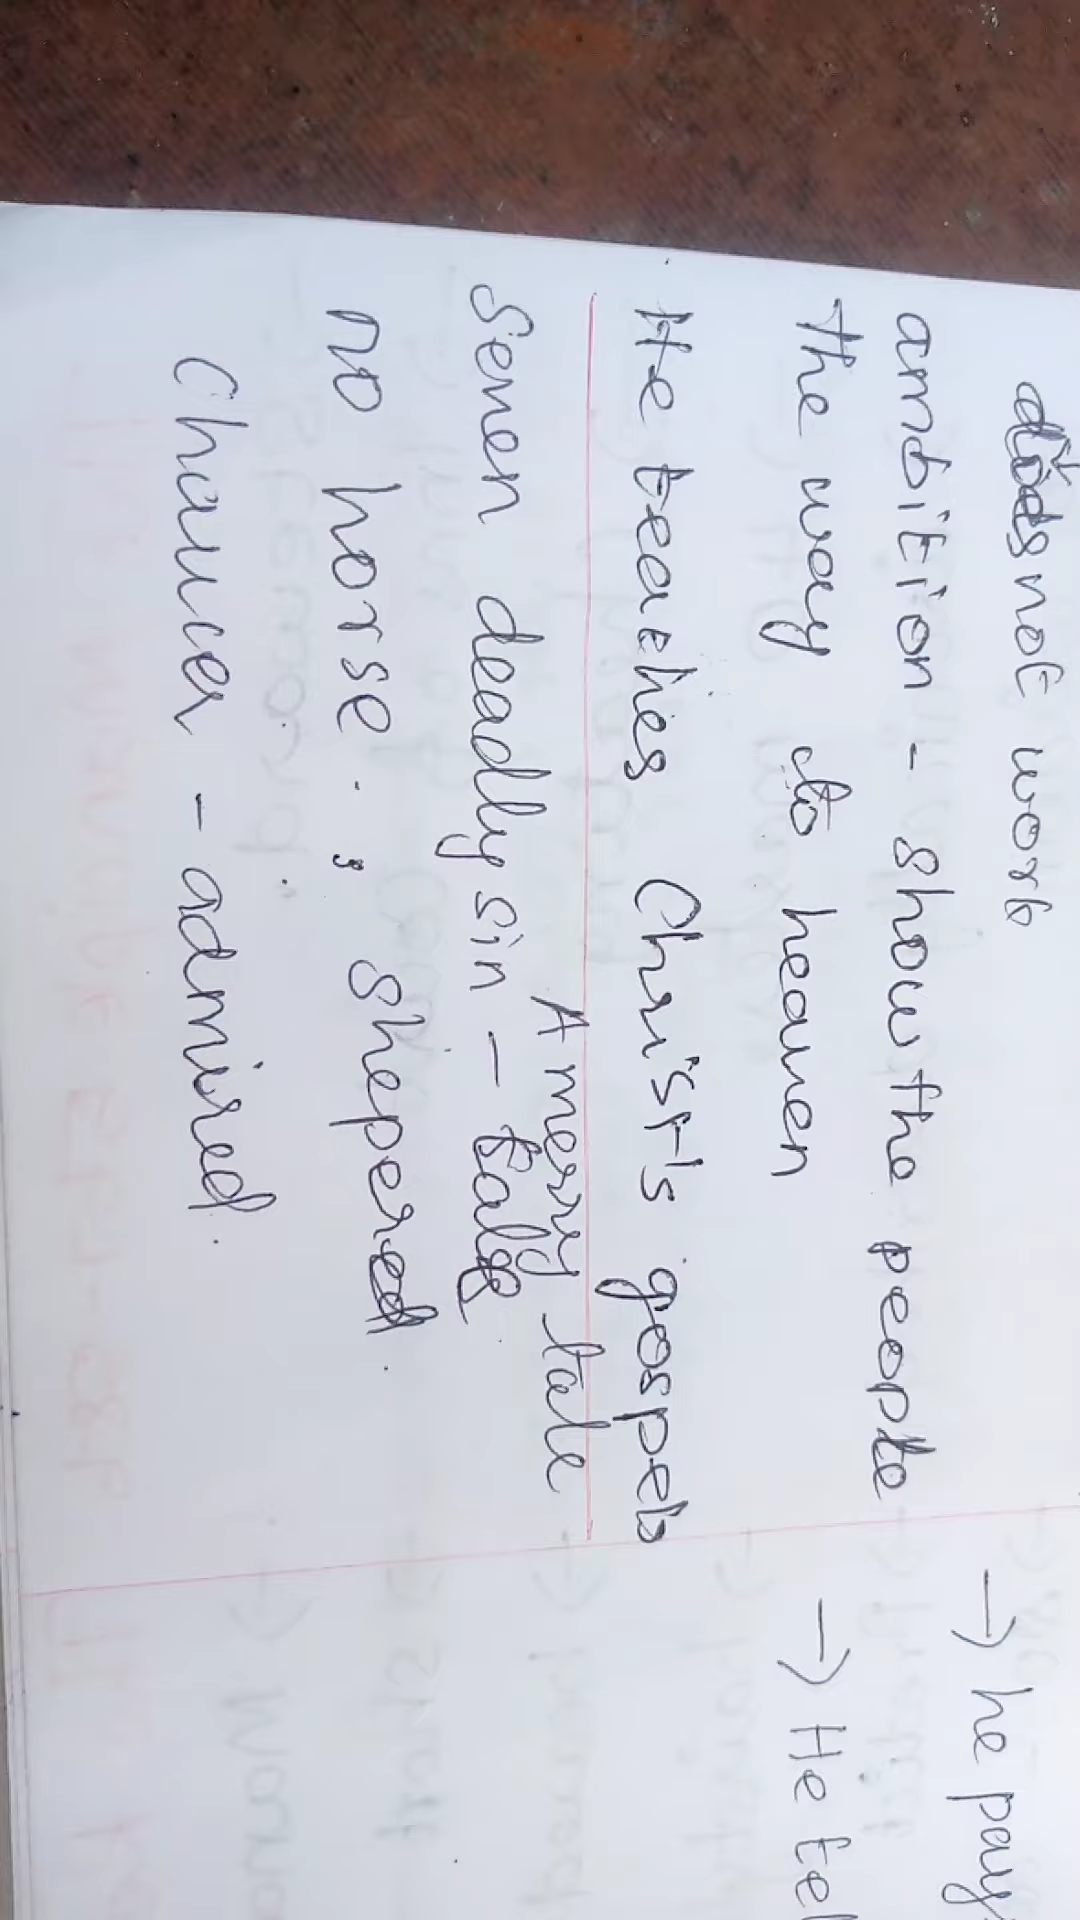 does not work
ambition - show the people
the way to heaven
He teaches Christ's gospels
A merry tale
Seven deadly sin - tale
no horse . , shepered .
Chaucer - admired .
→ he pay
→ He tel